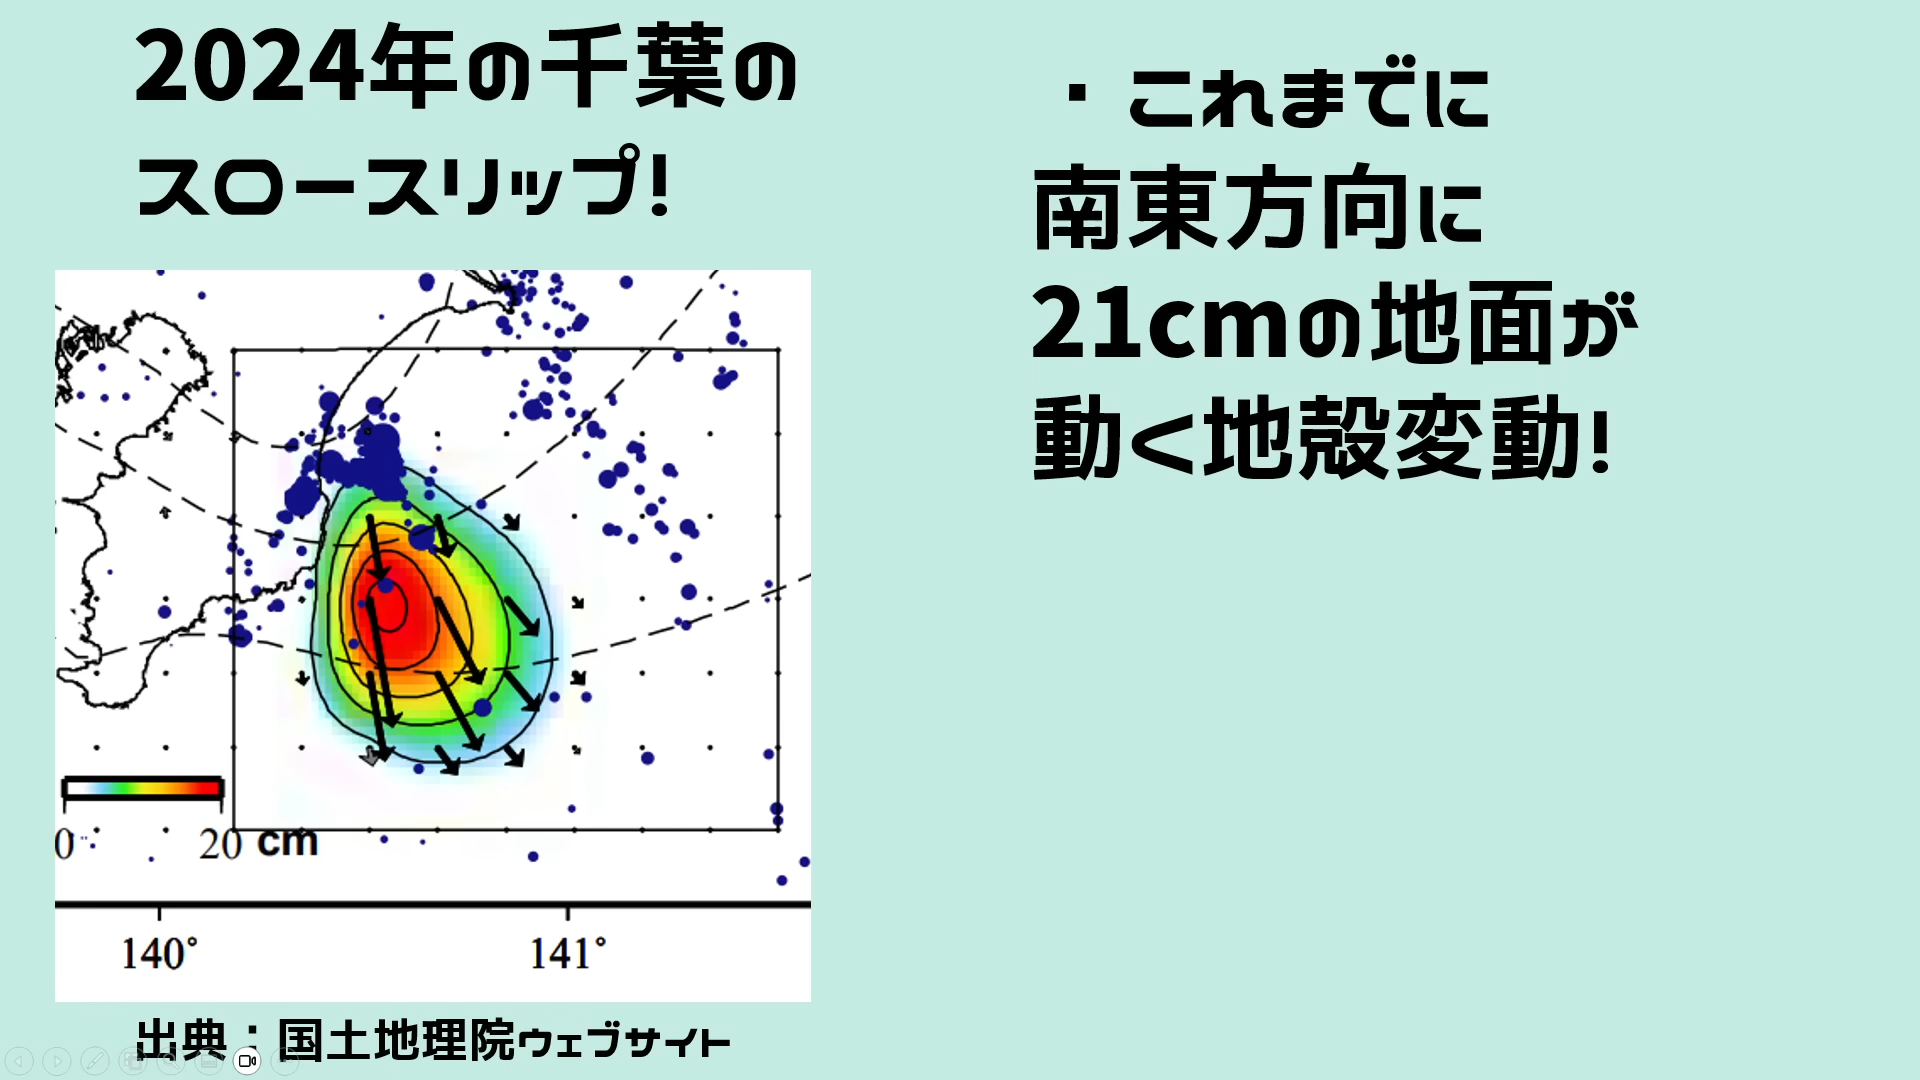 2024年の千葉の
スロースリップ!
・これまでに
南東方向に
21cmの地面が
動く地殻変動!
0 20 cm
140° 141°
出典：国土地理院ウェブサイト